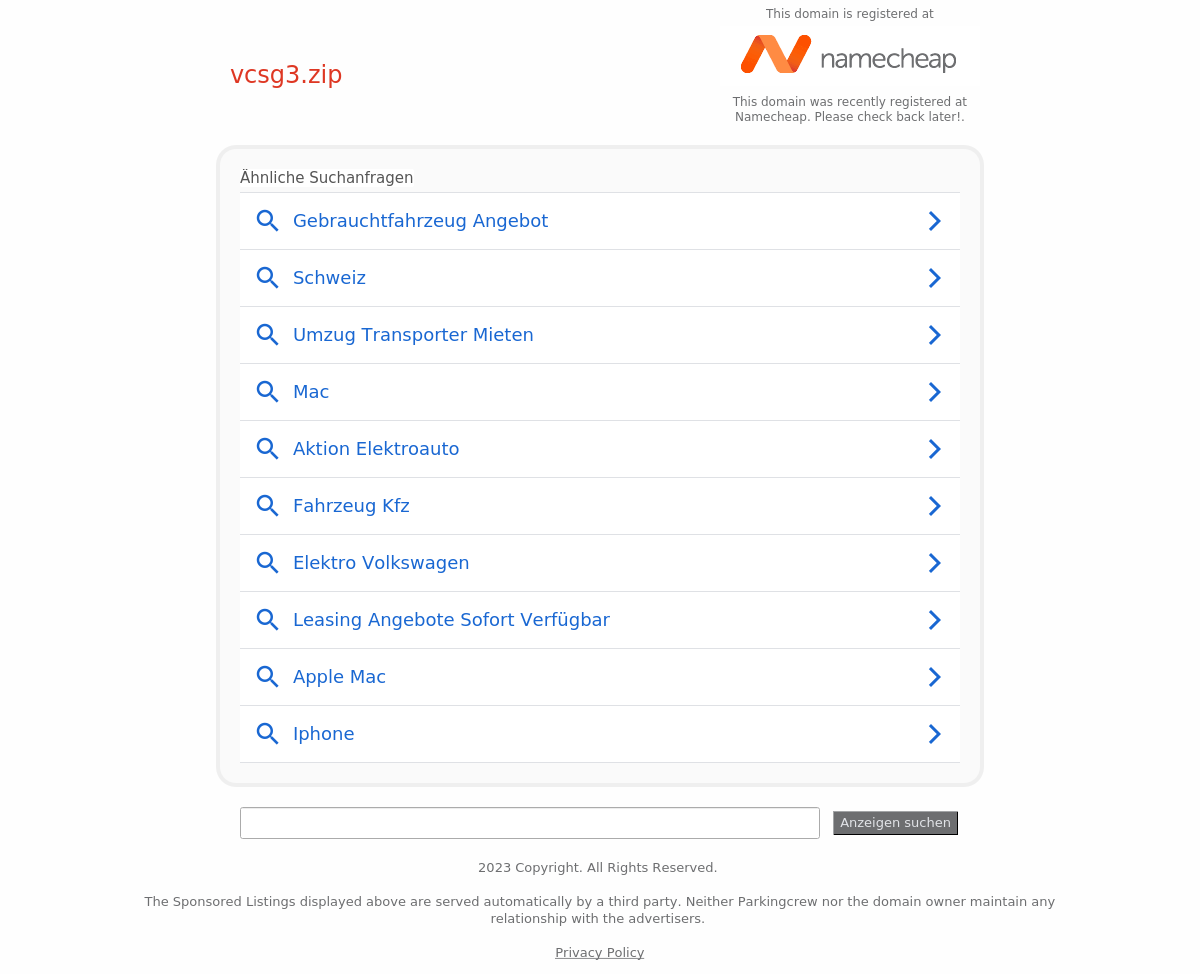 This domain is registered at
namecheap
vcsg3.zip
This domain was recently registered at
Namecheap. Please check back later!.
Ähnliche Suchanfragen
Gebrauchtfahrzeug Angebot
Schweiz
Umzug Transporter Mieten
Mac
Aktion Elektroauto
Fahrzeug Kfz
Elektro Volkswagen
Leasing Angebote Sofort Verfügbar
Apple Mac
Iphone
Anzeigen suchen
2023 Copyright. All Rights Reserved.
The Sponsored Listings displayed above are served automatically by a third party. Neither Parkingcrew nor the domain owner maintain any
relationship with the advertisers.
Privacy Policy